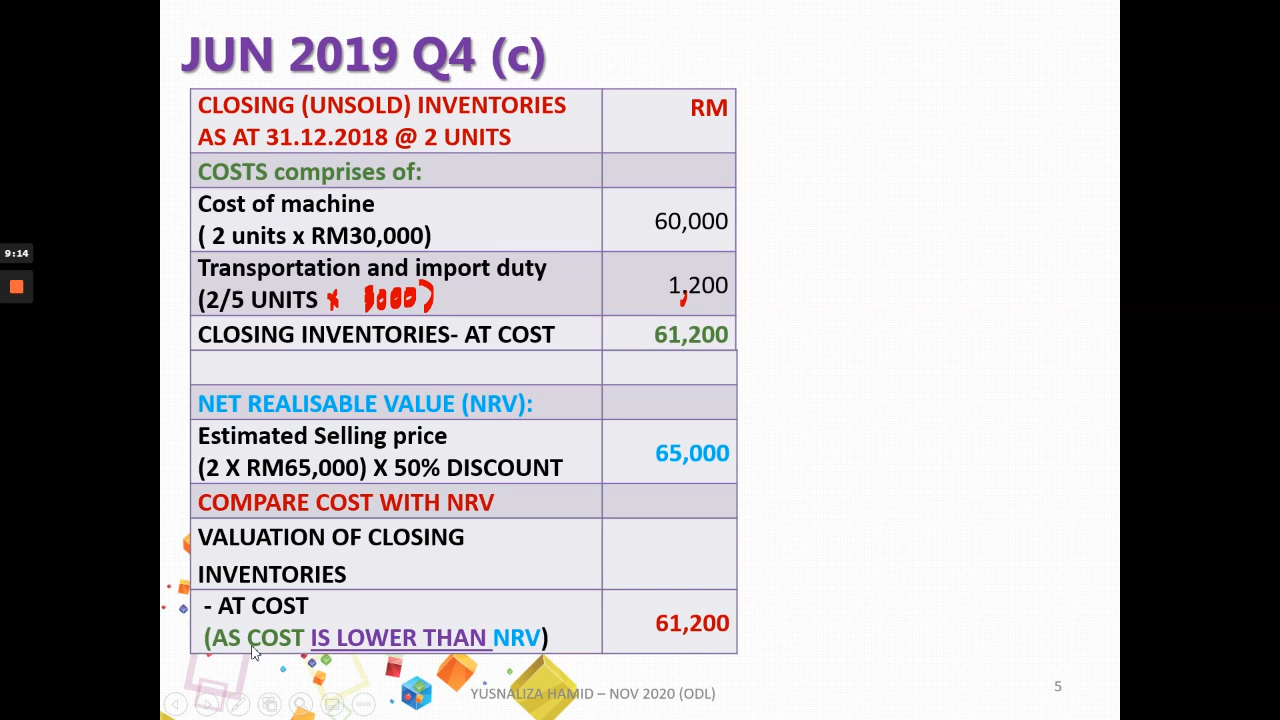 JUN 2019 Q4 (c)
CLOSING (UNSOLD) INVENTORIES RM
AS AT 31.12.2018 @ 2 UNITS
COSTS comprises of:
Cost of machine
( 2 units x RM30,000) 60,000
Transportation and import duty
(2/5 UNITS x 3000) 1,200
CLOSING INVENTORIES- AT COST 61,200
NET REALISABLE VALUE (NRV):
Estimated Selling price
(2 X RM65,000) X 50% DISCOUNT 65,000
COMPARE COST WITH NRV
VALUATION OF CLOSING
INVENTORIES
- AT COST
(AS COST IS LOWER THAN NRV) 61,200
9:14
YUSNALIZA HAMID – NOV 2020 (ODL)
5